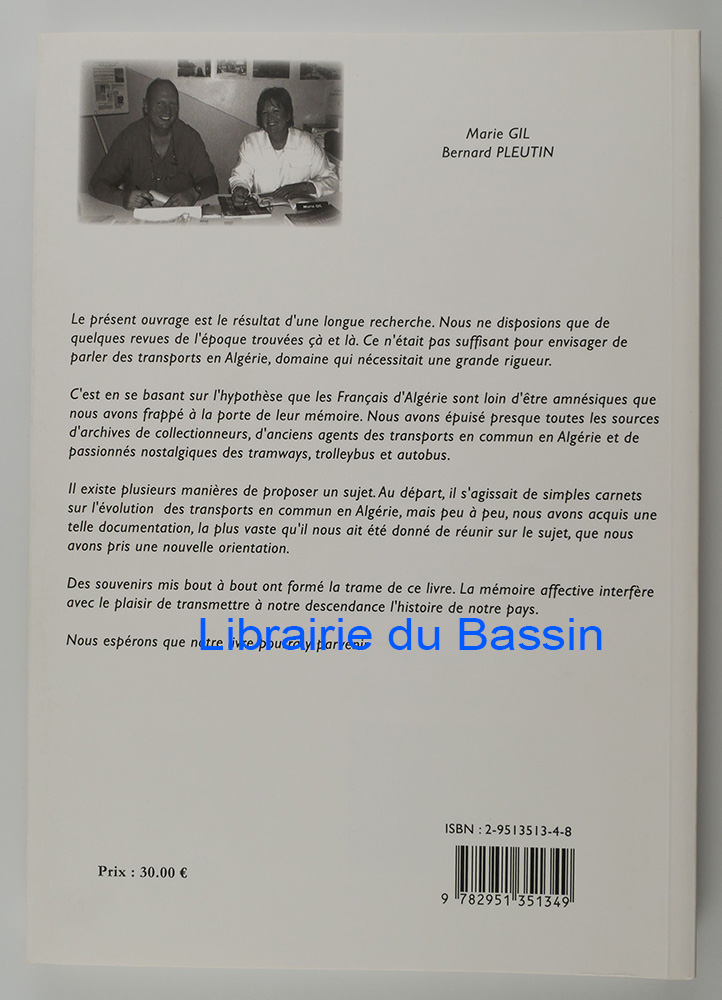 Marie GIL
Bernard PLEUTIN
Marie GIL
Le présent ouvrage est le résultat d'une longue recherche. Nous ne disposions que de
quelques revues de l'époque trouvées çà et là. Ce n'était pas suffisant pour envisager de
parler des transports en Algérie, domaine qui nécessitait une grande rigueur.
C'est en se basant sur l'hypothèse que les Français d'Algérie sont loin d'être amnésiques que
nous avons frappé à la porte de leur mémoire. Nous avons épuisé presque toutes les sources
d'archives de collectionneurs, d'anciens agents des transports en commun en Algérie et de
passionnés nostalgiques des tramways, trolleybus et autobus.
Il existe plusieurs manières de proposer un sujet. Au départ, il s'agissait de simples carnets
sur l'évolution des transports en commun en Algérie, mais peu à peu, nous avons acquis une
telle documentation, la plus vaste qu'il nous ait été donné de réunir sur le sujet, que nous
avons pris une nouvelle orientation.
Des souvenirs mis bout à bout ont formé la trame de ce livre. La mémoire affective interfère
avec le plaisir de transmettre à notre descendance l'histoire de notre pays.
Nous espérons que notre livre pourra y parvenir.
Librairie du Bassin
ISBN : 2-9513513-4-8
Prix : 30.00 €
9 782951 351349